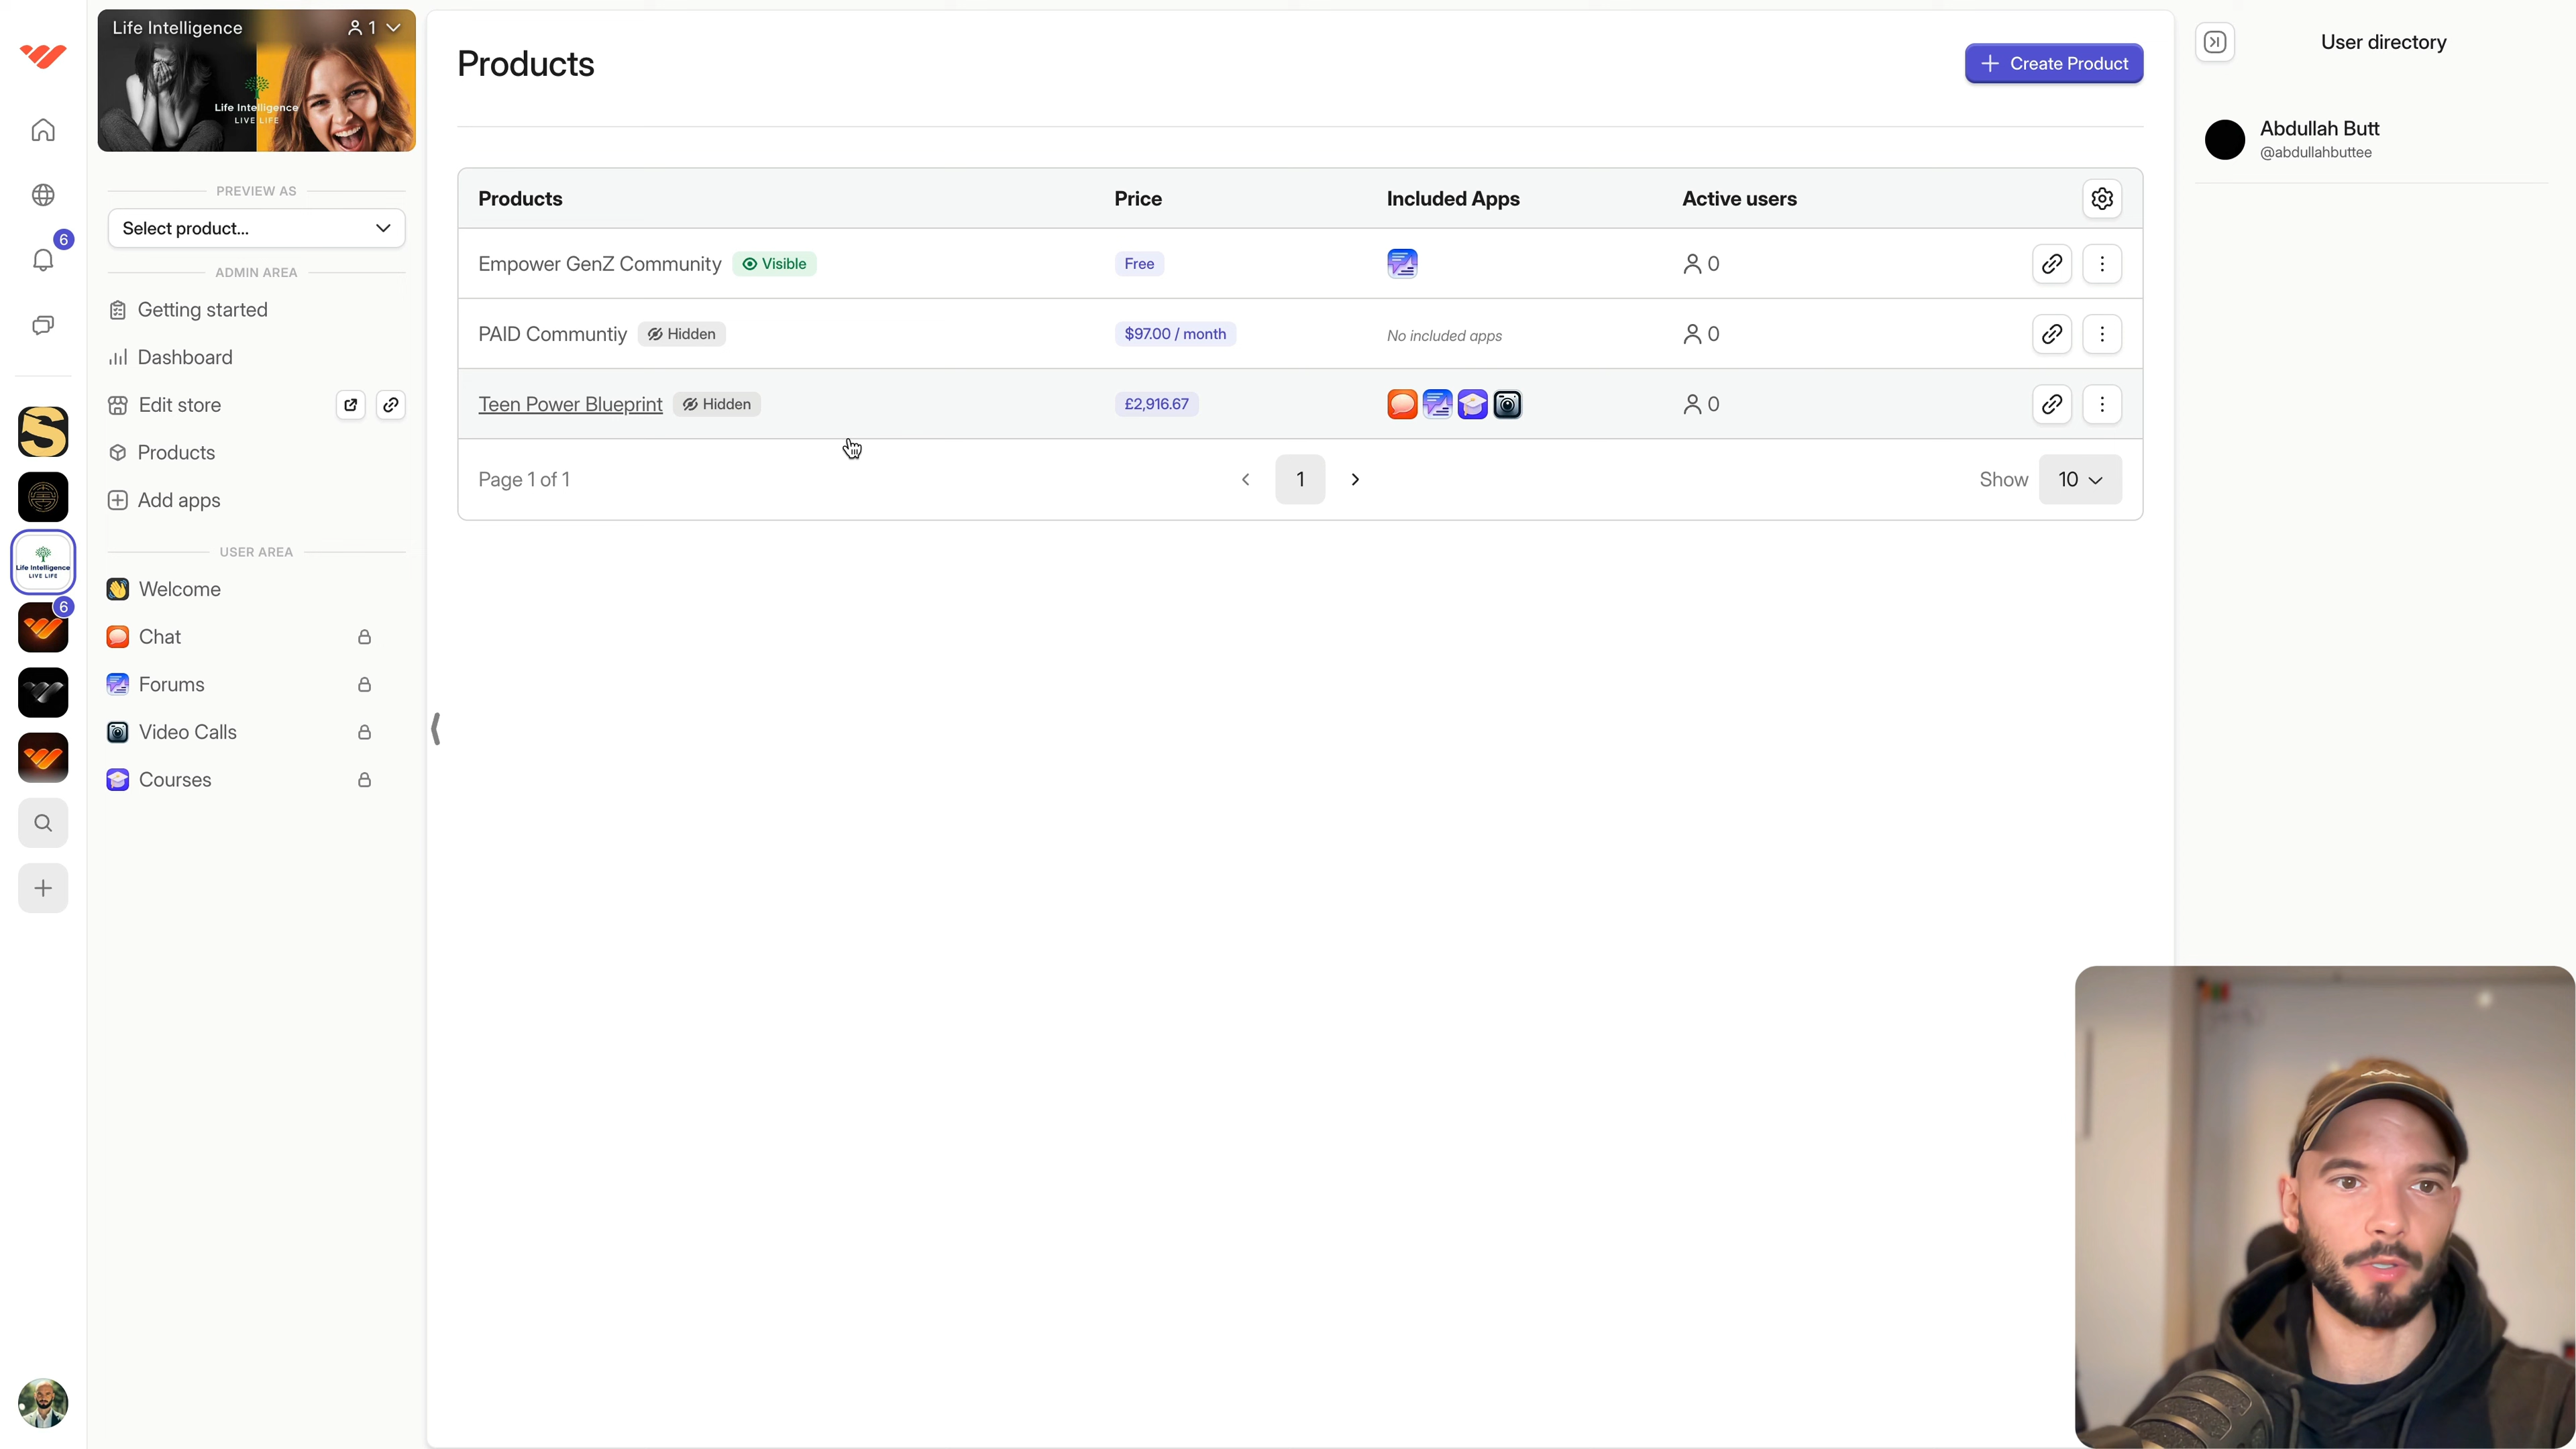 Life Intelligence
1
Life Intelligence
LIVE LIFE
PREVIEW AS
Select product...
ADMIN AREA
Getting started
Dashboard
Edit store
Products
Add apps
USER AREA
Welcome
Chat
Forums
Video Calls
Courses
6
Life Intelligence
LIVE LIFE
6
Products
Create Product
Products Price Included Apps Active users
Empower GenZ Community Visible Free 0
PAID Communtiy Hidden $97.00 / month No included apps 0
Teen Power Blueprint Hidden £2,916.67 0
Page 1 of 1 1 Show 10
User directory
Abdullah Butt
@abdullahbuttee